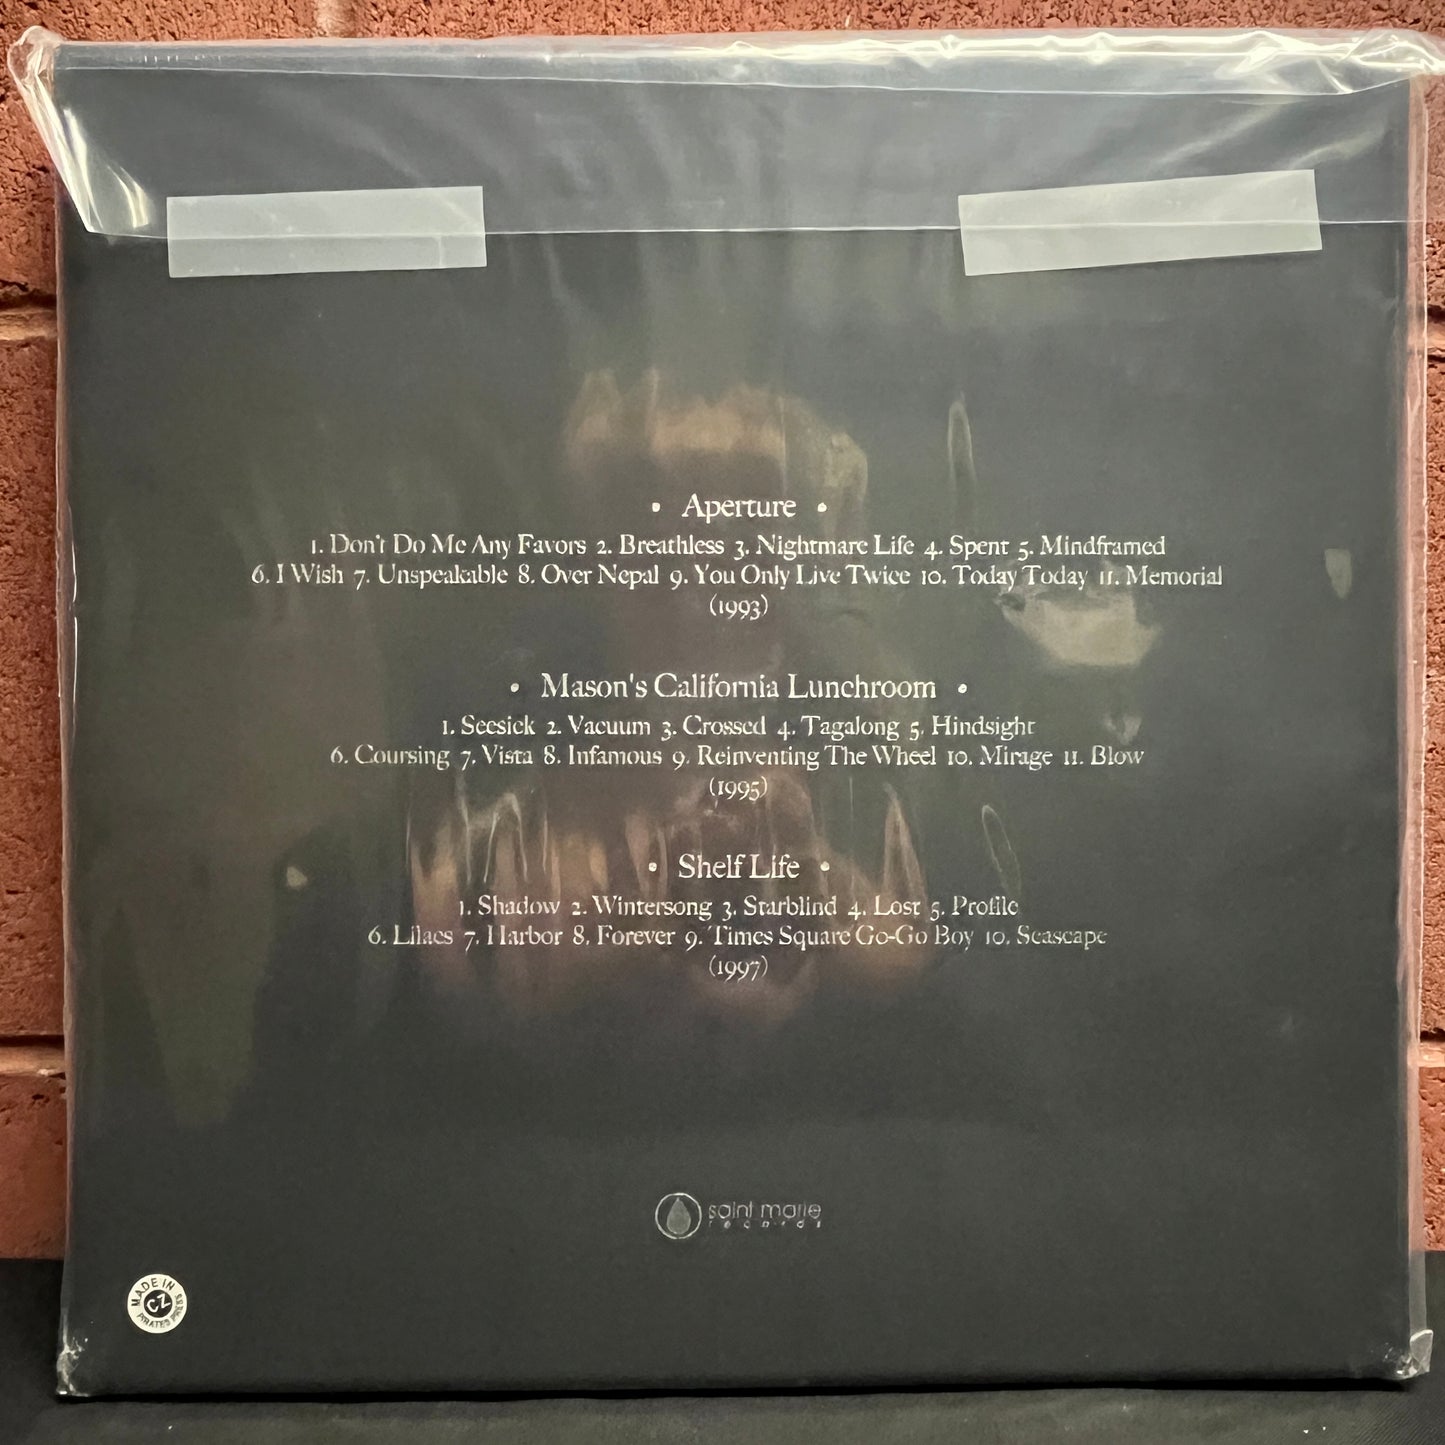 • Aperture •
1. Don't Do Me Any Favors 2. Breathless 3. Nightmare Life 4. Spent 5. Mindframed
6. I Wish 7. Unspeakable 8. Over Nepal 9. You Only Live Twice 10. Today Today 11. Memorial
(1993)
• Mason's California Lunchroom •
1. Seesick 2. Vacuum 3. Crossed 4. Tagalong 5. Hindsight
6. Coursing 7. Vista 8. Infamous 9. Reinventing The Wheel 10. Mirage 11. Blow
(1995)
• Shelf Life •
1. Shadow 2. Wintersong 3. Starblind 4. Lost 5. Profile
6. Lilacs 7. Harbor 8. Forever 9. Times Square Go-Go Boy 10. Seascape
(1997)
saint marie
records
MADE IN
CZ
PIRATES PRESS